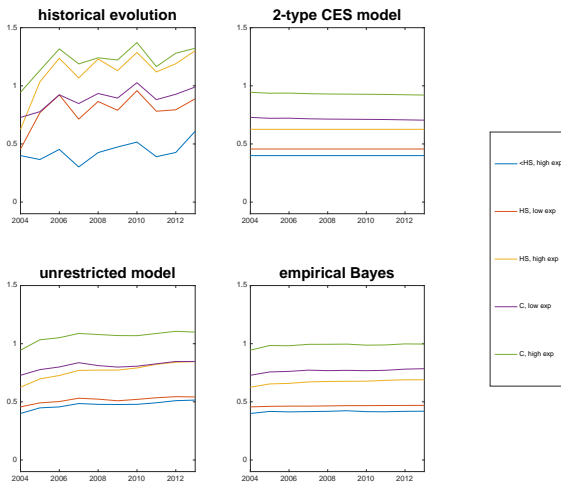 historical evolution
1.5
1
0.5
0
2004 2006 2008 2010 2012
2-type CES model
1.5
1
0.5
0
2004 2006 2008 2010 2012
unrestricted model
1.5
1
0.5
0
2004 2006 2008 2010 2012
empirical Bayes
1.5
1
0.5
0
2004 2006 2008 2010 2012
<HS, high exp
HS, low exp
HS, high exp
C, low exp
C, high exp